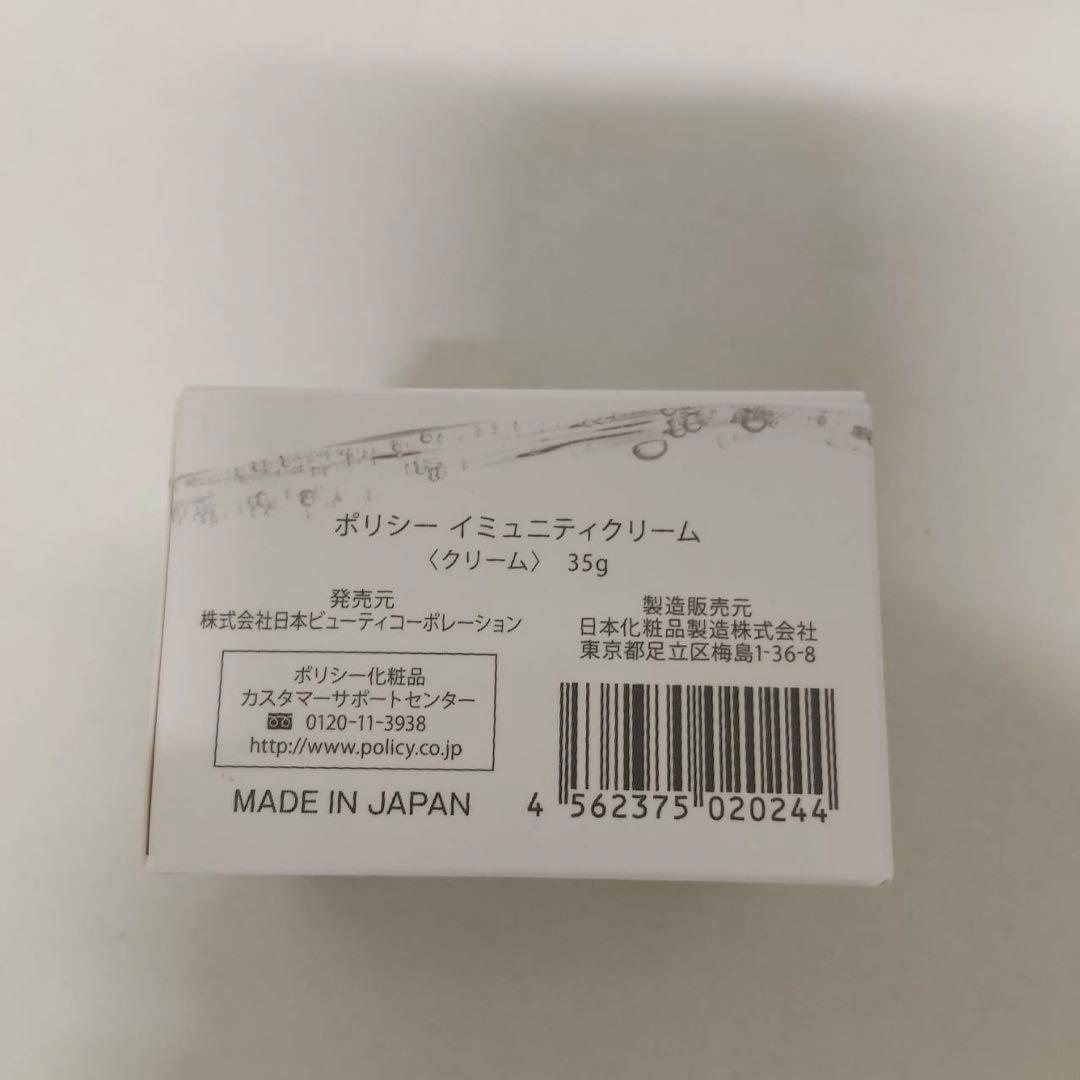 ポリシー イミュニティクリーム
〈クリーム〉 35g
発売元
株式会社日本ビューティコーポレーション
ポリシー化粧品
カスタマーサポートセンター
0120-11-3938
http://www.policy.co.jp
MADE IN JAPAN
製造販売元
日本化粧品製造株式会社
東京都足立区梅島1-36-8
4 562375 020244